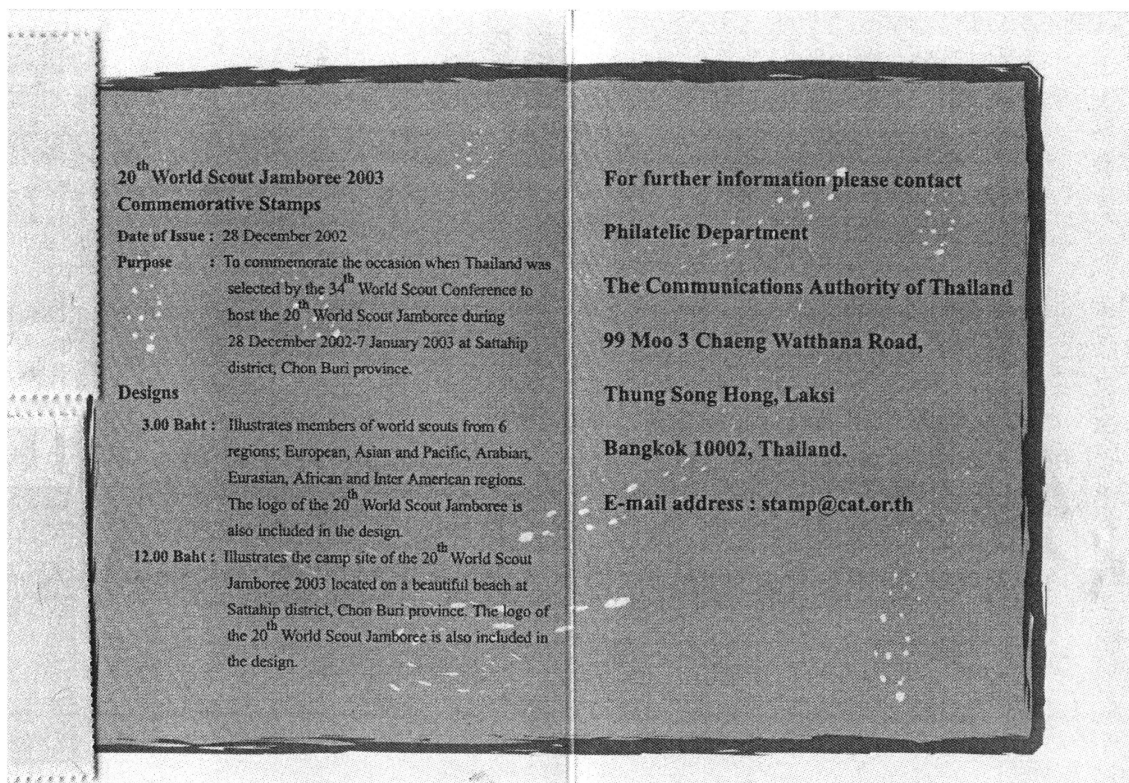 20th World Scout Jamboree 2003
Commemorative Stamps
Date of Issue : 28 December 2002
Purpose : To commemorate the occasion when Thailand was
selected by the 34th World Scout Conference to
host the 20th World Scout Jamboree during
28 December 2002-7 January 2003 at Sattahip
district, Chon Buri province.
Designs
3.00 Baht : Illustrates members of world scouts from 6
regions; European, Asian and Pacific, Arabian,
Eurasian, African and Inter American regions.
The logo of the 20th World Scout Jamboree is
also included in the design.
12.00 Baht : Illustrates the camp site of the 20th World Scout
Jamboree 2003 located on a beautiful beach at
Sattahip district, Chon Buri province. The logo of
the 20th World Scout Jamboree is also included in
the design.
For further information please contact
Philatelic Department
The Communications Authority of Thailand
99 Moo 3 Chaeng Watthana Road,
Thung Song Hong, Laksi
Bangkok 10002, Thailand.
E-mail address : stamp@cat.or.th